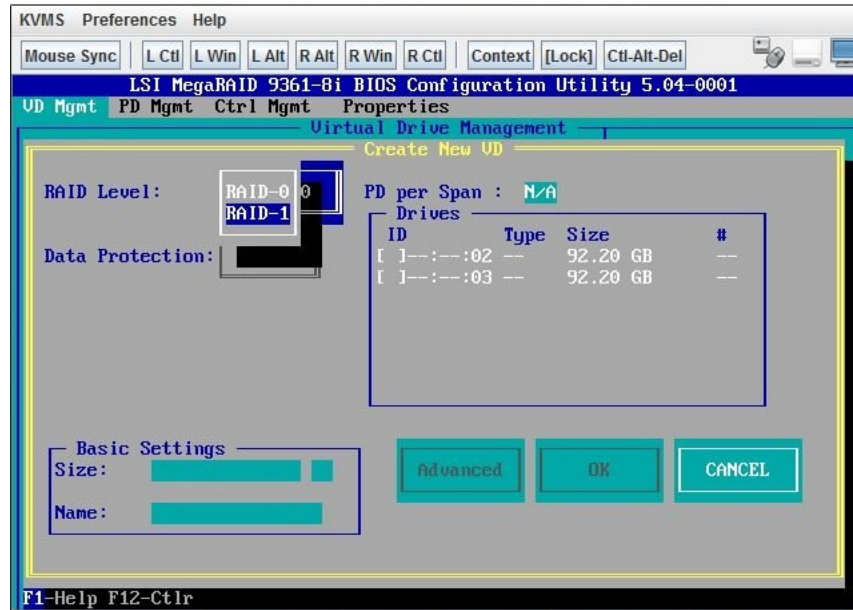 KVMS Preferences Help
Mouse Sync L Ctl L Win L Alt R Alt R Win R Ctl Context [Lock] Ctl-Alt-Del
LSI MegaRAID 9361-8i BIOS Configuration Utility 5.04-0001
VD Mgmt PD Mgmt Ctrl Mgmt Properties
Virtual Drive Management
Create New VD
RAID Level: RAID-0 0 PD per Span : N/A
RAID-1
Drives
ID Type Size #
Data Protection: [ ]--:--:02 -- 92.20 GB --
[ ]--:--:03 -- 92.20 GB --
Basic Settings
Size:
Advanced OK CANCEL
Name:
F1-Help F12-Ctlr